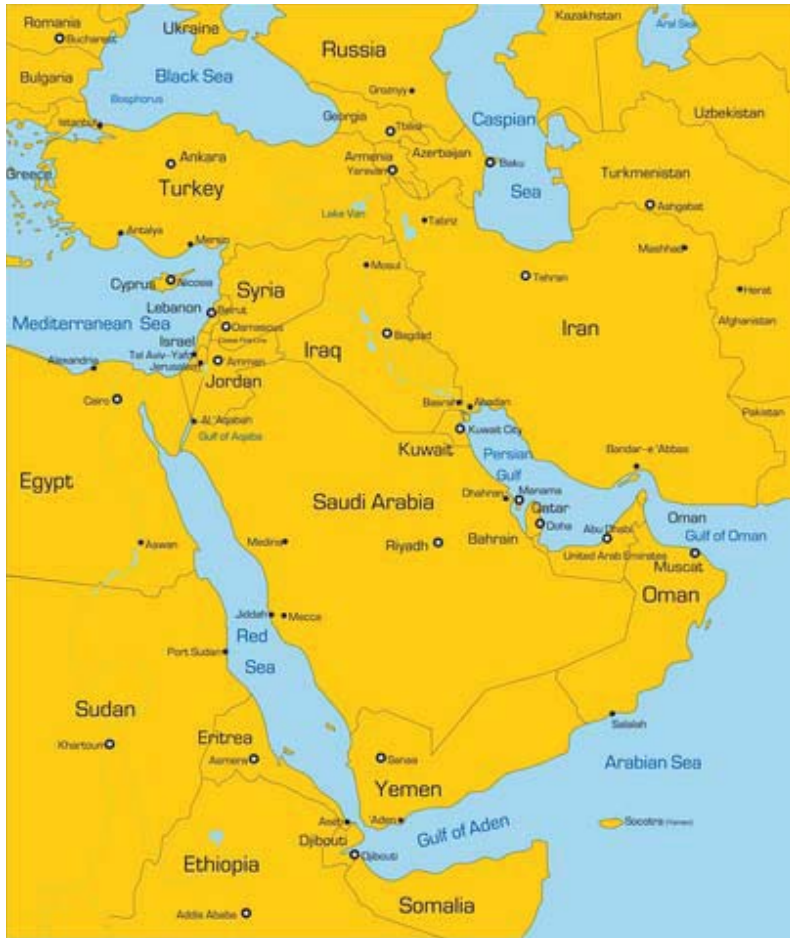 Romania
Bucharest
Ukraine
Kazakhstan
Aral Sea
Russia
Bulgaria
Black Sea
Bosphorus
Groznyy
Istanbul
Georgia
Tbilisi
Caspian
Sea
Uzbekistan
Greece
Ankara
Turkey
Armenia
Yaravan
Azerbaijan
Baku
Turkmenistan
Ashgabat
Lake Van
Tabriz
Antalya
Mersin
Mashhad
Mosul
Tehran
Cyprus
Nicosia
Syria
Herat
Afghanistan
Lebanon
Beirut
Mediterranean Sea
Damascus
Israel
Iraq
Bagdad
Iran
Tal Aviv-Yafo
Alexandria
Jerusalem
Amman
Jordan
Cairo
Basrah
Abadan
Pakistan
AL'Aqabah
Gulf of Aqaba
Kuwait City
Kuwait
Persian
Gulf
Bandar-e 'Abbas
Egypt
Saudi Arabia
Dhahran
Manama
Qatar
Doha
Oman
Gulf of Oman
Abu Dhabi
Aswan
Medina
Riyadh
Bahrain
United Arab Emirates
Muscat
Oman
Jiddah
Mecca
Red
Sea
Port Sudan
Sudan
Salalah
Khartoum
Eritrea
Sanaa
Arabian Sea
Yemen
'Aden
Gulf of Aden
Socotra (Yemen)
Djibouti
Djibouti
Ethiopia
Addis Ababa
Somalia